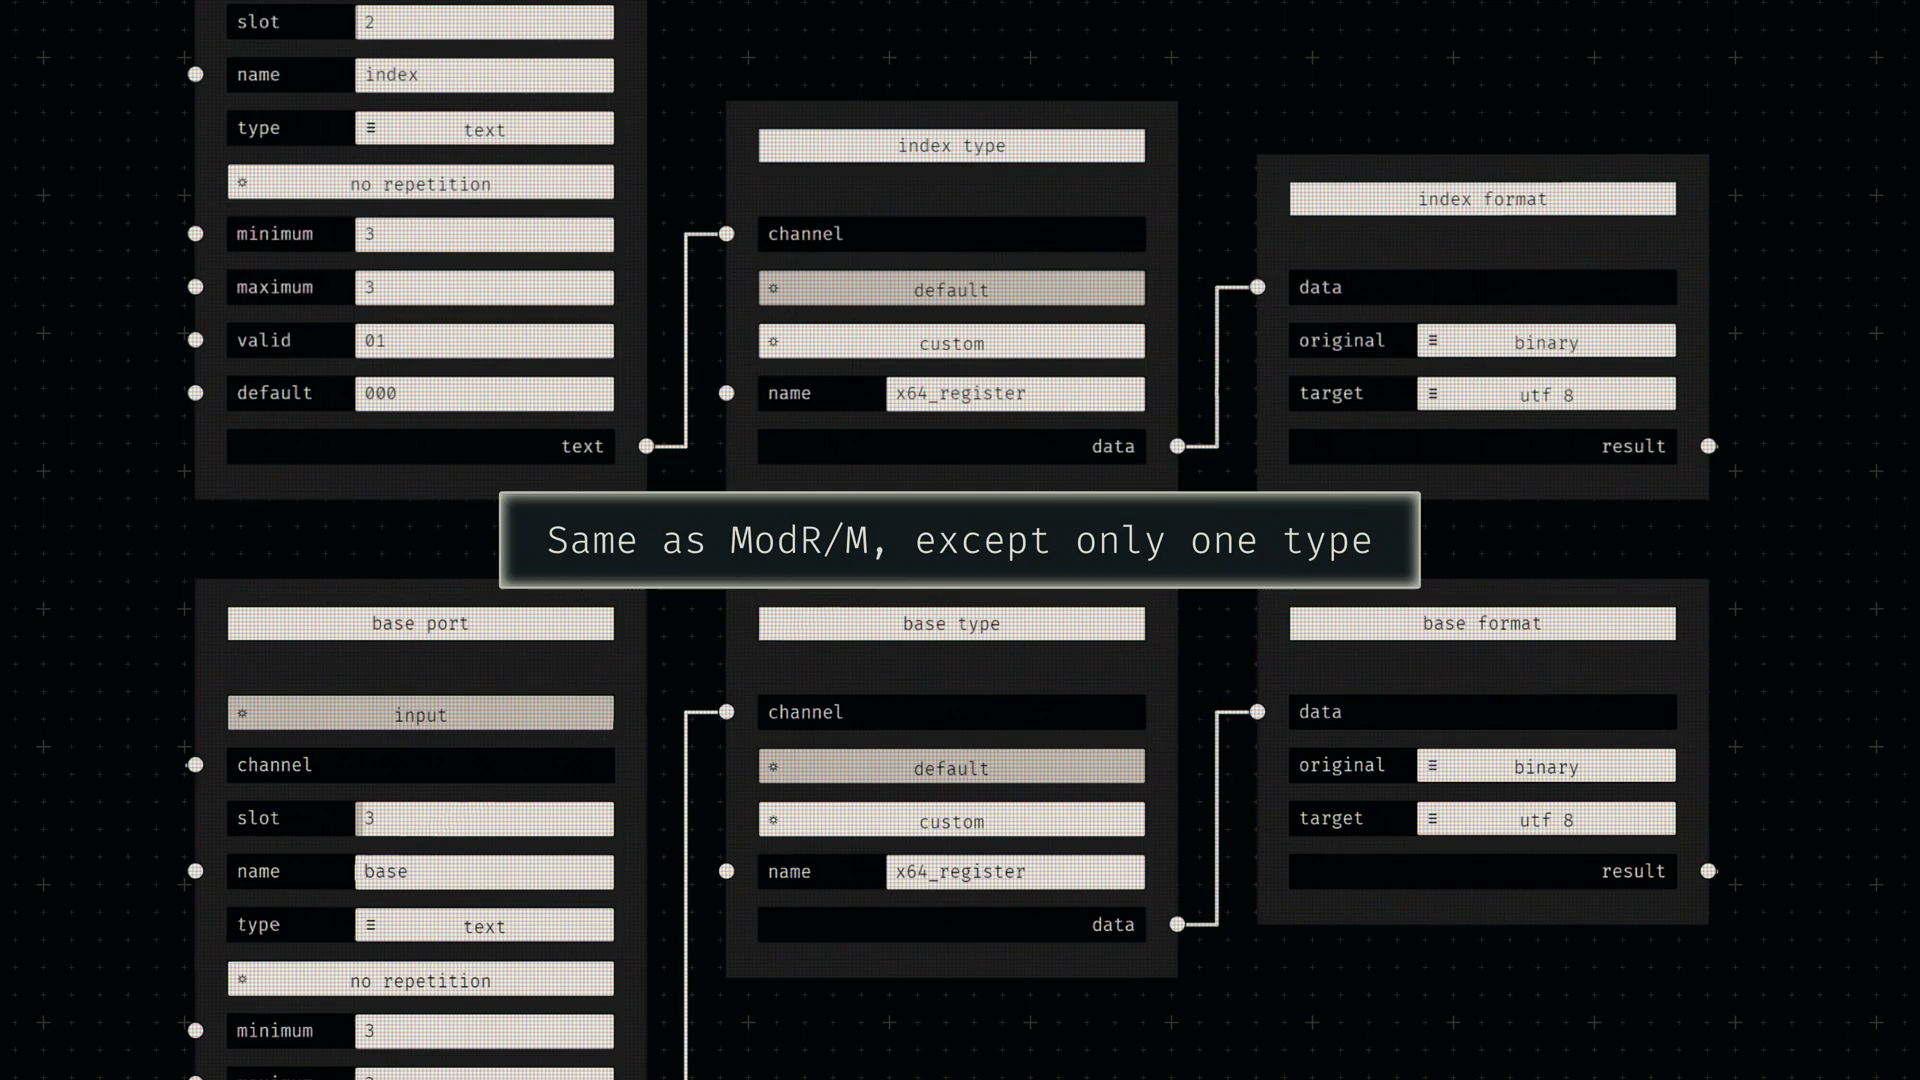 slot 2
name index
type ≡ text
no repetition
minimum 3
maximum 3
valid 01
default 000
text
index type
channel
default
custom
name x64_register
data
index format
data
original ≡ binary
target ≡ utf 8
result
Same as ModR/M, except only one type
base port
input
channel
slot 3
name base
type ≡ text
no repetition
minimum 3
base type
channel
default
custom
name x64_register
data
base format
data
original ≡ binary
target ≡ utf 8
result